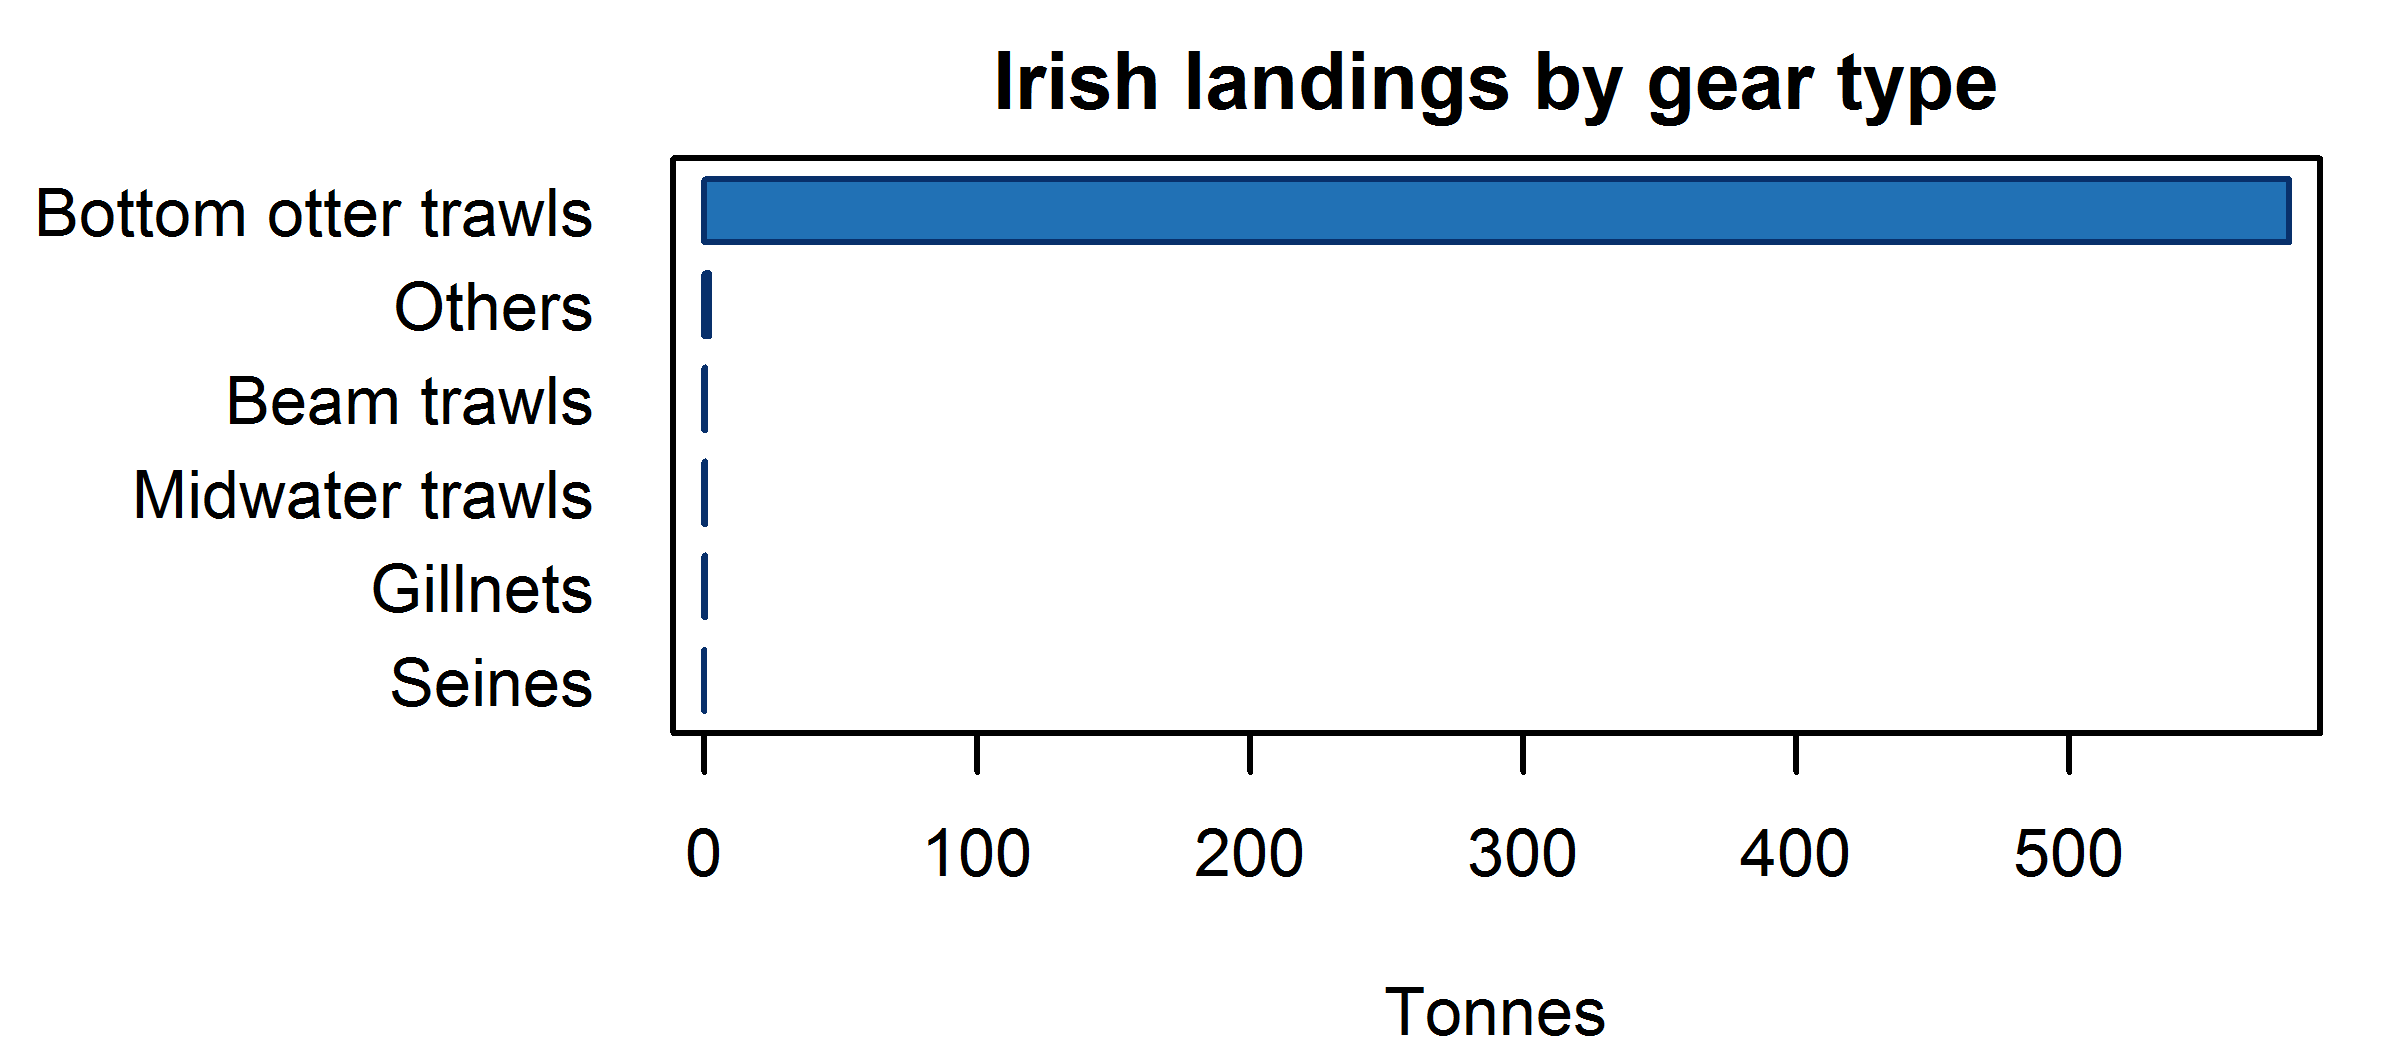 Irish landings by gear type
Bottom otter trawls
Others
Beam trawls
Midwater trawls
Gillnets
Seines
0 100 200 300 400 500
Tonnes